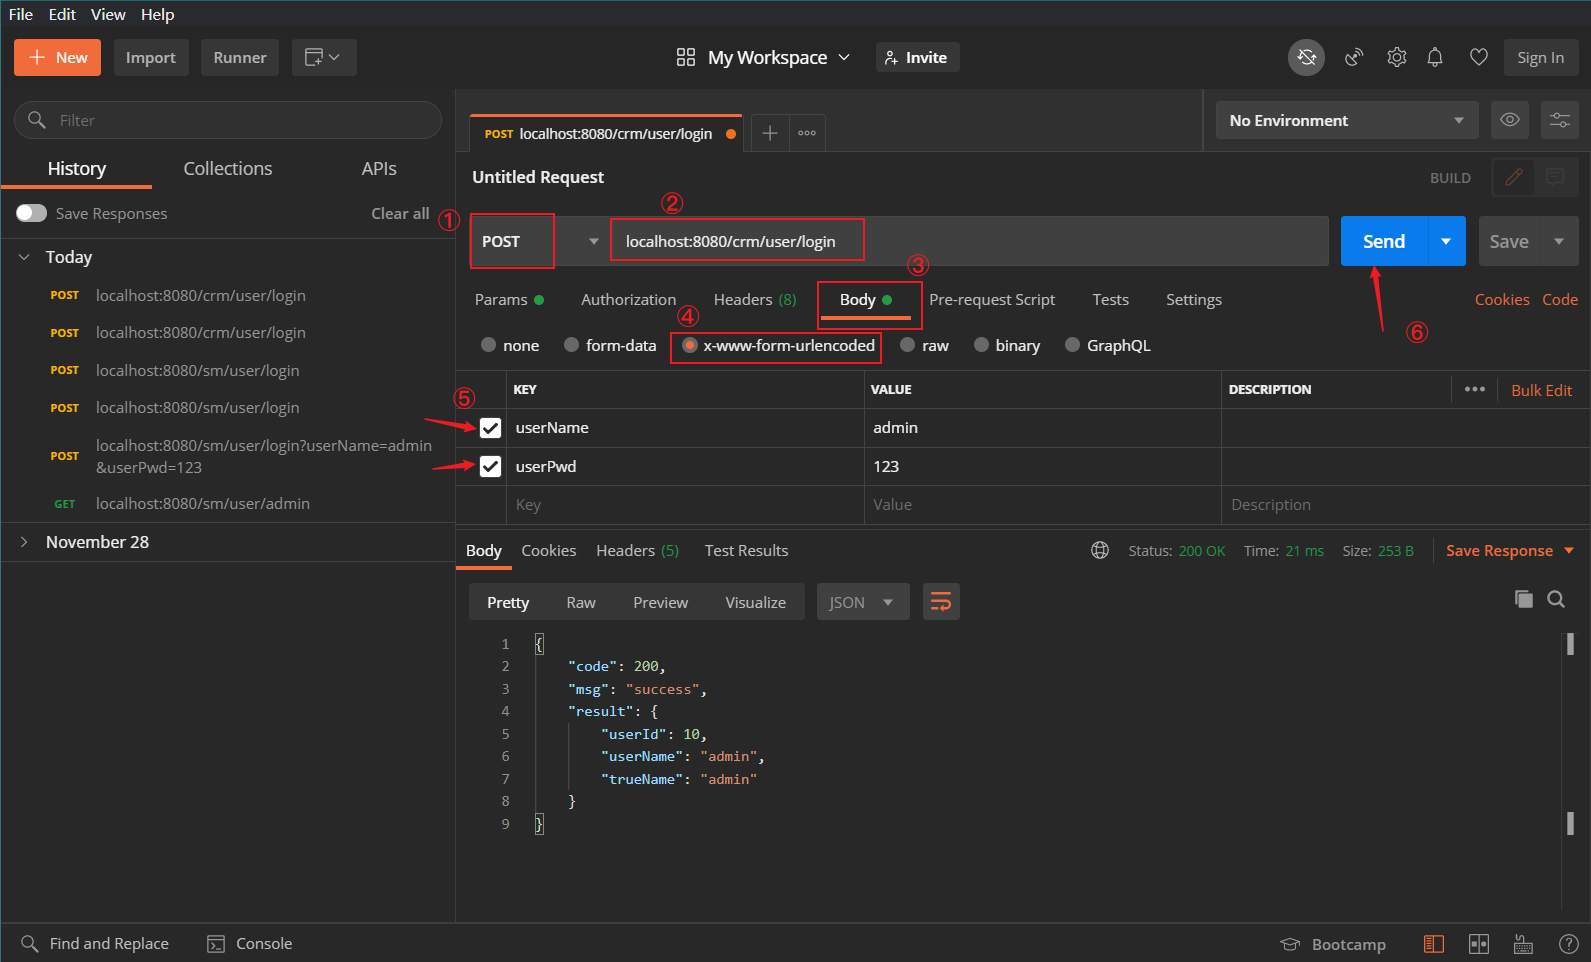 File Edit View Help
New Import Runner My Workspace Invite Sign In
Filter
History Collections APIs
Save Responses Clear all
Today
POST localhost:8080/crm/user/login
POST localhost:8080/crm/user/login
POST localhost:8080/sm/user/login
POST localhost:8080/sm/user/login
POST localhost:8080/sm/user/login?userName=admin
&userPwd=123
GET localhost:8080/sm/user/admin
November 28
POST localhost:8080/crm/user/login
No Environment
Untitled Request BUILD
① ② ③ ④ ⑤ ⑥
POST localhost:8080/crm/user/login Send Save
Params Authorization Headers (8) Body Pre-request Script Tests Settings Cookies Code
none form-data x-www-form-urlencoded raw binary GraphQL
KEY VALUE DESCRIPTION Bulk Edit
userName admin
userPwd 123
Key Value Description
Body Cookies Headers (5) Test Results Status: 200 OK Time: 21 ms Size: 253 B Save Response
Pretty Raw Preview Visualize JSON
1 {
2 "code": 200,
3 "msg": "success",
4 "result": {
5 "userId": 10,
6 "userName": "admin",
7 "trueName": "admin"
8 }
9 }
Find and Replace Console Bootcamp